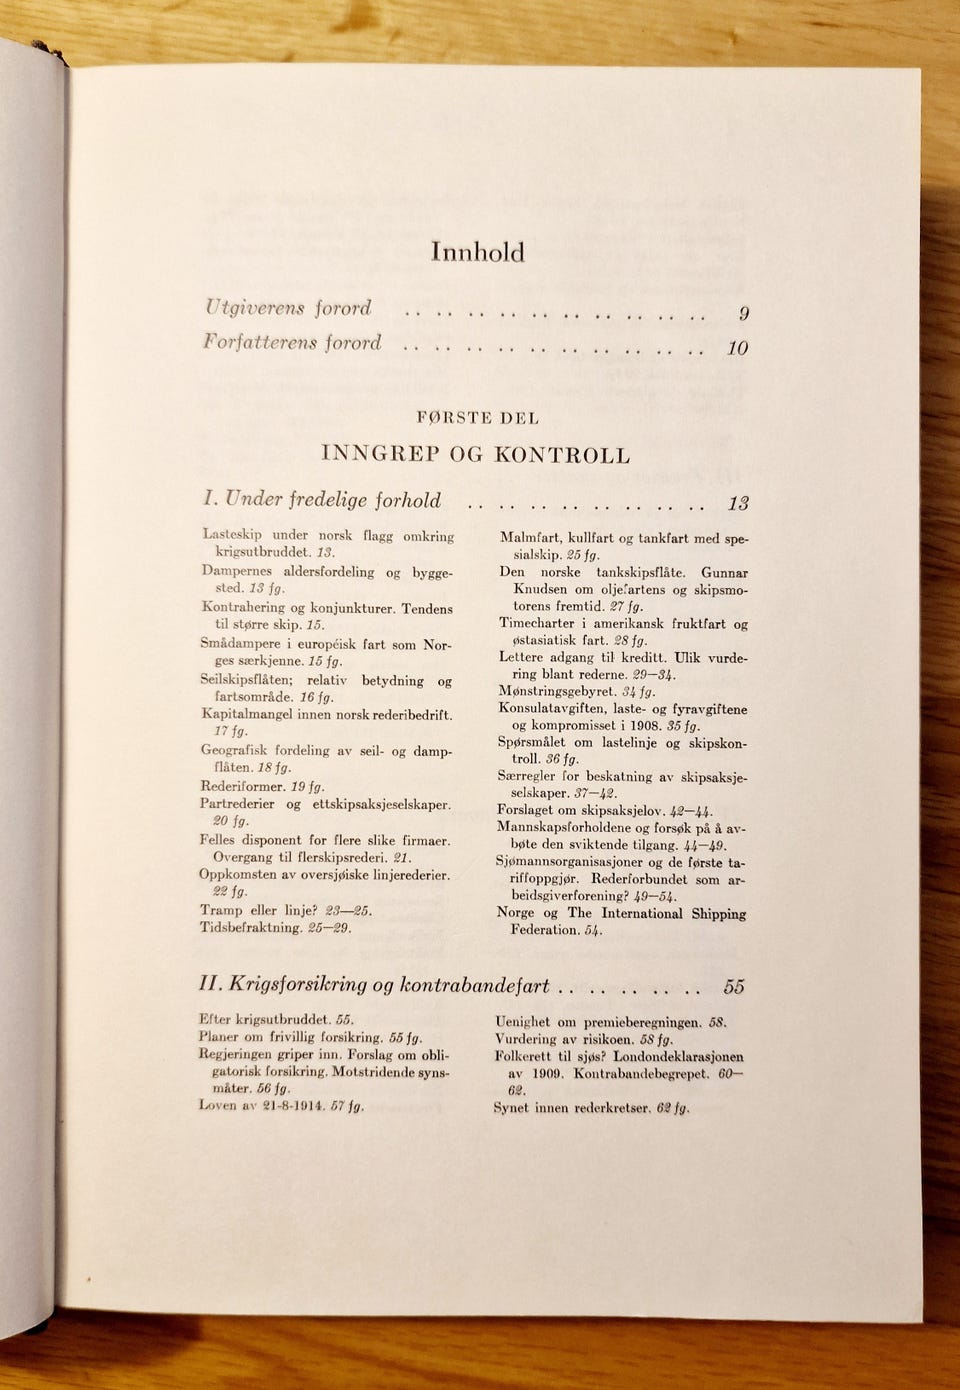 Innhold
Utgiverens forord .. .. .. .. .. .. .. .. .. .. 9
Forfatterens forord .. .. .. .. .. .. .. .. .. .. 10
FØRSTE DEL
INNGREP OG KONTROLL
I. Under fredelige forhold .. .. .. .. .. .. .. .. 13
Lasteskip under norsk flagg omkring
krigsutbruddet. 13.
Dampernes aldersfordeling og bygge-
sted. 13 fg.
Kontrahering og konjunkturer. Tendens
til større skip. 15.
Smådampere i européisk fart som Nor-
ges særkjenne. 15 fg.
Seilskipsflåten; relativ betydning og
fartsområde. 16 fg.
Kapitalmangel innen norsk rederibedrift.
17 fg.
Geografisk fordeling av seil- og damp-
flåten. 18 fg.
Rederiformer. 19 fg.
Partrederier og ettskipsaksjeselskaper.
20 fg.
Felles disponent for flere slike firmaer.
Overgang til flerskipsrederi. 21.
Oppkomsten av oversjøiske linjerederier.
22 fg.
Tramp eller linje? 23—25.
Tidsbefraktning. 25—29.
Malmfart, kullfart og tankfart med spe-
sialskip. 25 fg.
Den norske tankskipsflåte. Gunnar
Knudsen om oljefartens og skipsmo-
torens fremtid. 27 fg.
Timecharter i amerikansk fruktfart og
østasiatisk fart. 28 fg.
Lettere adgang til kreditt. Ulik vurde-
ring blant rederne. 29—34.
Mønstringsgebyret. 34 fg.
Konsulatavgiften, laste- og fyravgiftene
og kompromisset i 1908. 35 fg.
Spørsmålet om lastelinje og skipskon-
troll. 36 fg.
Særregler for beskatning av skipsaksje-
selskaper. 37—42.
Forslaget om skipsaksjelov. 42—44.
Mannskapsforholdene og forsøk på å av-
bøte den sviktende tilgang. 44—49.
Sjømannsorganisasjoner og de første ta-
riffoppgjør. Rederforbundet som ar-
beidsgiverforening? 49—54.
Norge og The International Shipping
Federation. 54.
II. Krigsforsikring og kontrabandefart .. .. .. .. .. 55
Efter krigsutbruddet. 55.
Planer om frivillig forsikring. 55 fg.
Regjeringen griper inn. Forslag om obli-
gatorisk forsikring. Motstridende syns-
måter. 56 fg.
Loven av 21-8-1914. 57 fg.
Uenighet om premieberegningen. 58.
Vurdering av risikoen. 58 fg.
Folkerett til sjøs? Londondeklarasjonen
av 1909. Kontrabandebegrepet. 60—
62.
Synet innen rederkretser. 62 fg.